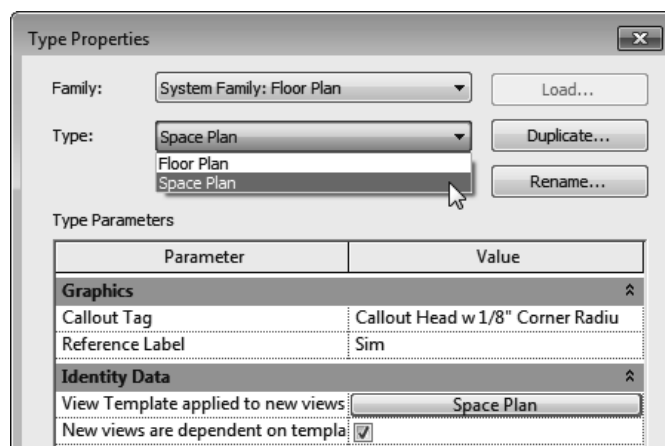 Type Properties
Family: System Family: Floor Plan Load...
Type: Space Plan Duplicate...
Floor Plan
Space Plan Rename...
Type Parameters
Parameter Value
Graphics
Callout Tag Callout Head w 1/8" Corner Radiu
Reference Label Sim
Identity Data
View Template applied to new views Space Plan
New views are dependent on templa